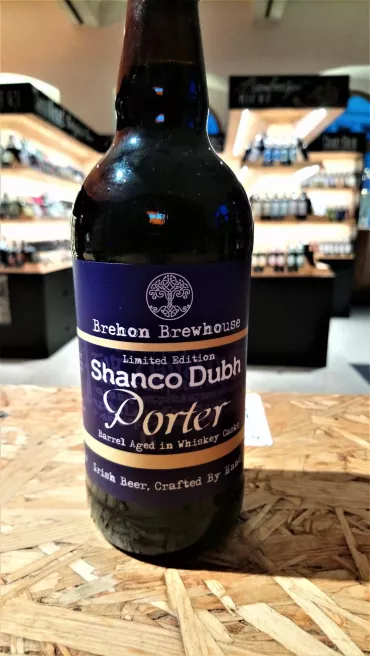 Brehon Brewhouse
Limited Edition
Shanco Dubh
Porter
Barrel Aged in Whiskey Casks
Irish Beer, Crafted By Hand